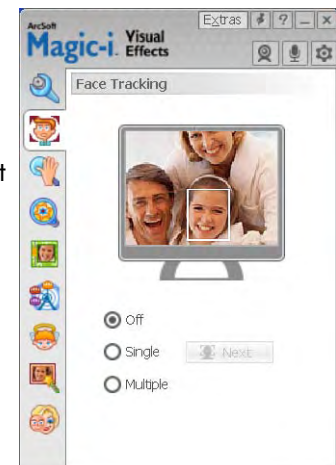 ArcSoft
Extras ? _ x
Magic-i Visual
Effects
Face Tracking
t
Off
Single Next
Multiple